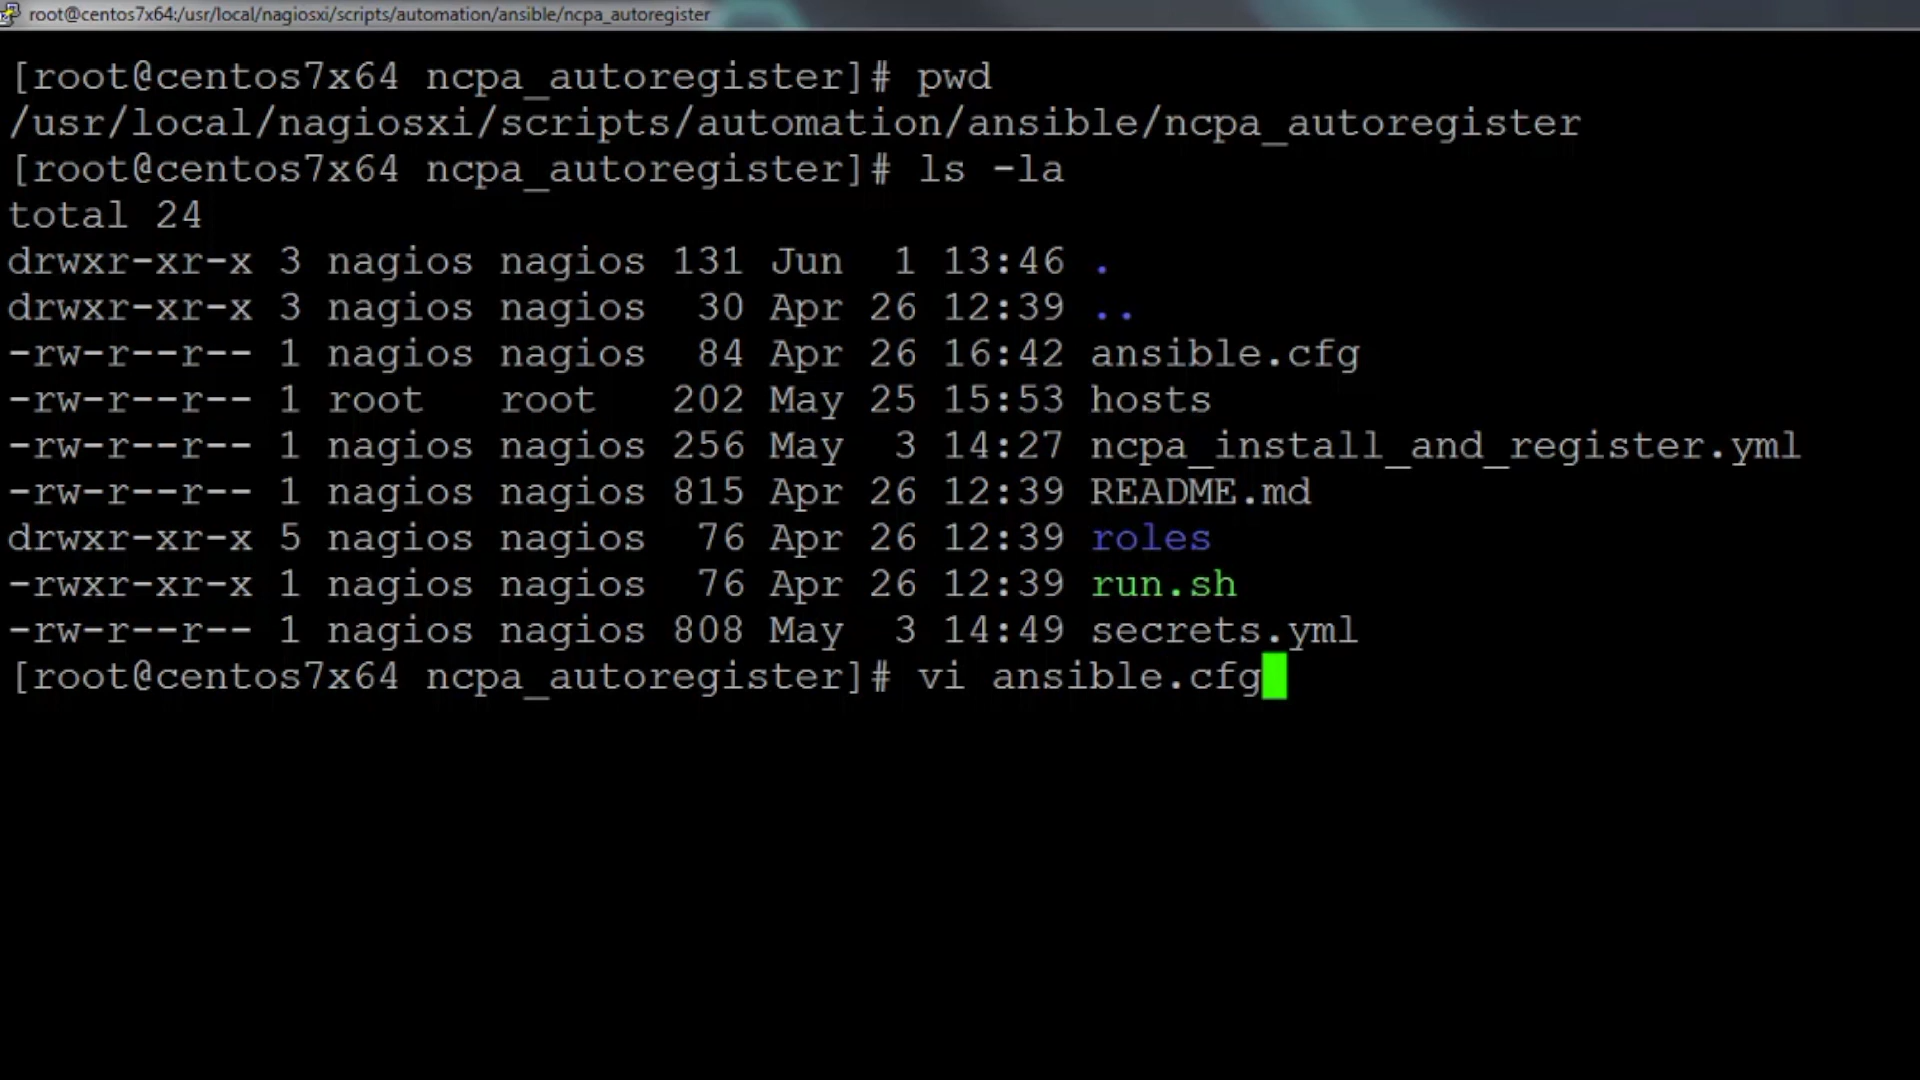 root@centos7x64:/usr/local/nagiosxi/scripts/automation/ansible/ncpa_autoregister
[root@centos7x64 ncpa_autoregister]# pwd
/usr/local/nagiosxi/scripts/automation/ansible/ncpa_autoregister
[root@centos7x64 ncpa_autoregister]# ls -la
total 24
drwxr-xr-x 3 nagios nagios 131 Jun  1 13:46 .
drwxr-xr-x 3 nagios nagios  30 Apr 26 12:39 ..
-rw-r--r-- 1 nagios nagios  84 Apr 26 16:42 ansible.cfg
-rw-r--r-- 1 root   root   202 May 25 15:53 hosts
-rw-r--r-- 1 nagios nagios 256 May  3 14:27 ncpa_install_and_register.yml
-rw-r--r-- 1 nagios nagios 815 Apr 26 12:39 README.md
drwxr-xr-x 5 nagios nagios  76 Apr 26 12:39 roles
-rwxr-xr-x 1 nagios nagios  76 Apr 26 12:39 run.sh
-rw-r--r-- 1 nagios nagios 808 May  3 14:49 secrets.yml
[root@centos7x64 ncpa_autoregister]# vi ansible.cfg